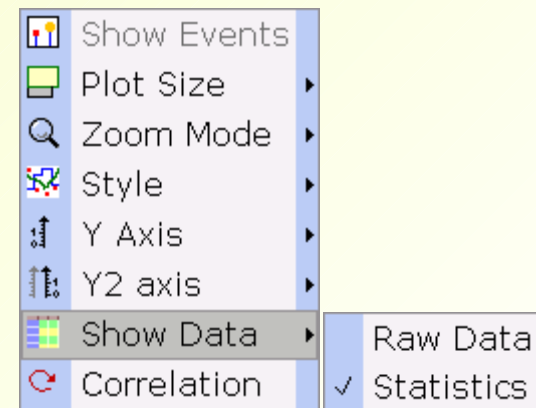 Show Events
Plot Size
Zoom Mode
Style
Y Axis
Y2 axis
Show Data
Raw Data
Correlation
Statistics